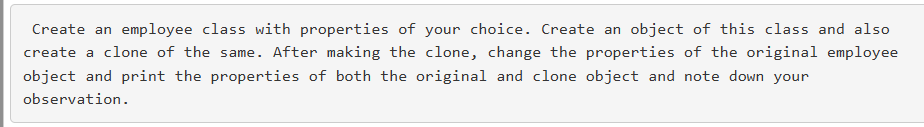 Create an employee class with properties of your choice. Create an object of this class and also
create a clone of the same. After making the clone, change the properties of the original employee
object and print the properties of both the original and clone object and note down your
observation.